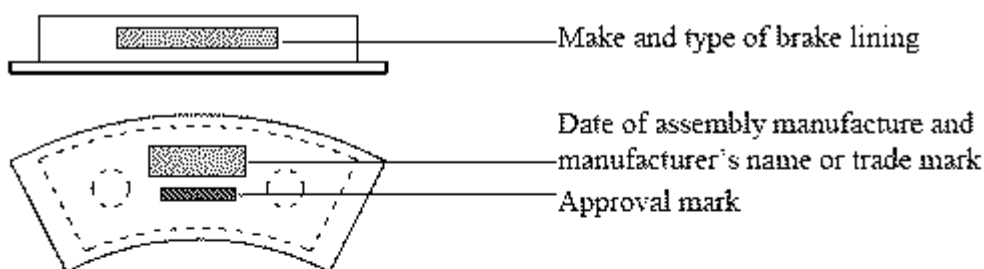 Make and type of brake lining
Date of assembly manufacture and
manufacturer's name or trade mark
Approval mark